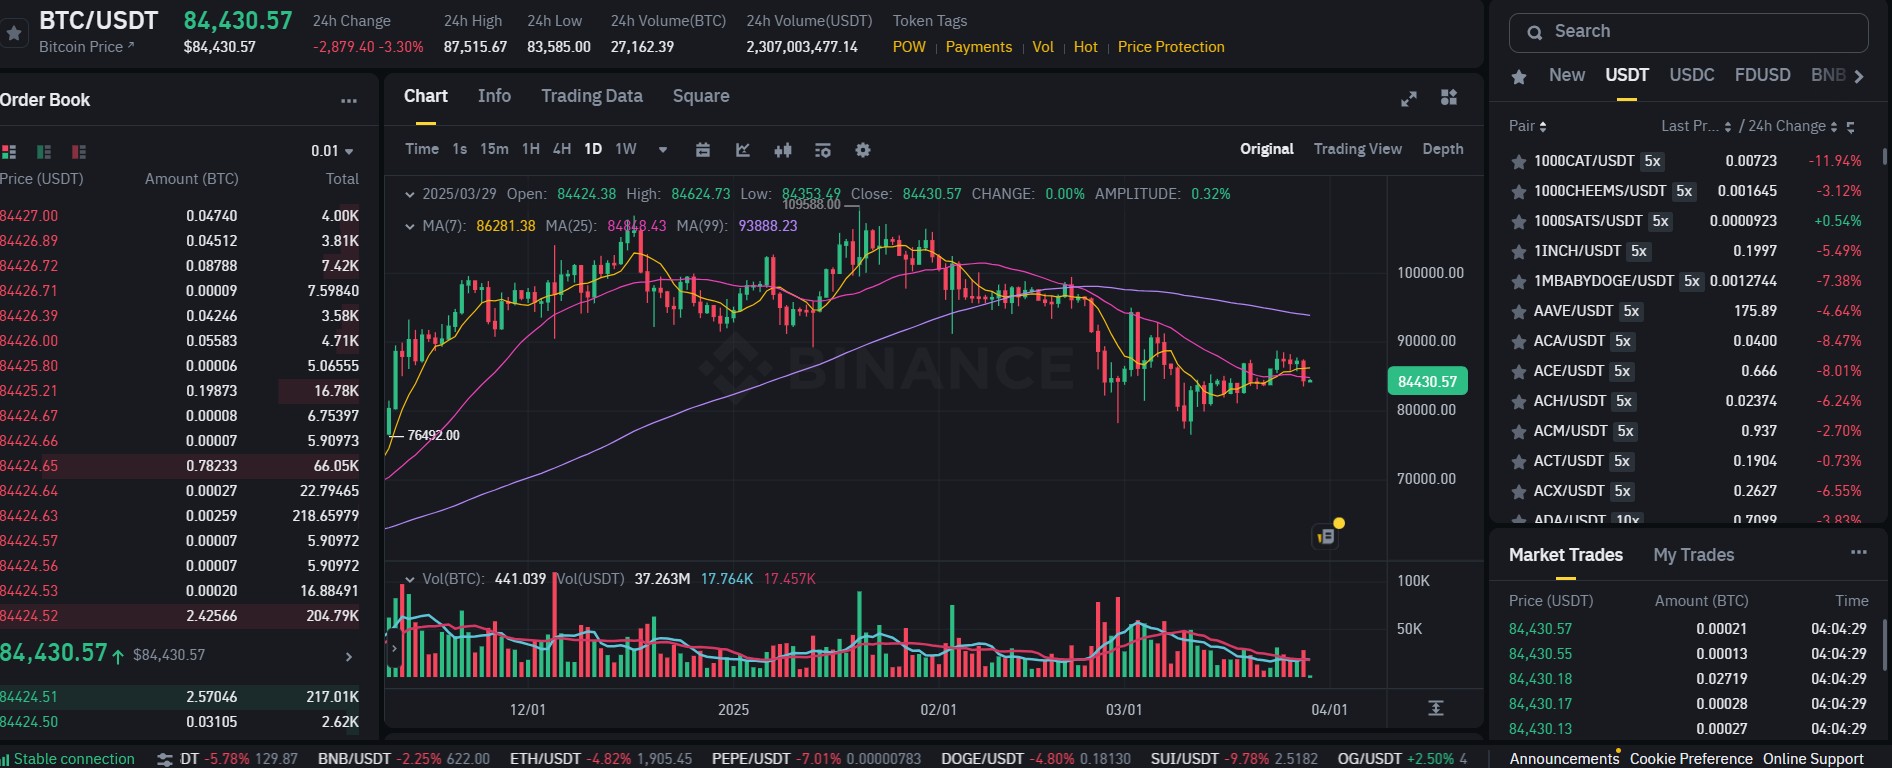 BTC/USDT
Bitcoin Price
84,430.57
$84,430.57
24h Change
-2,879.40 -3.30%
24h High
87,515.67
24h Low
83,585.00
24h Volume(BTC)
27,162.39
24h Volume(USDT)
2,307,003,477.14
Token Tags
POW | Payments | Vol | Hot | Price Protection
Order Book
0.01
Price (USDT) Amount (BTC) Total
84427.00 0.04740 4.00K
84426.89 0.04512 3.81K
84426.72 0.08788 7.42K
84426.71 0.00009 7.59840
84426.39 0.04246 3.58K
84426.00 0.05583 4.71K
84425.80 0.00006 5.06555
84425.21 0.19873 16.78K
84424.67 0.00008 6.75397
84424.66 0.00007 5.90973
84424.65 0.78233 66.05K
84424.64 0.00027 22.79465
84424.63 0.00259 218.65979
84424.57 0.00007 5.90972
84424.56 0.00007 5.90972
84424.53 0.00020 16.88491
84424.52 2.42566 204.79K
84,430.57 $84,430.57
84424.51 2.57046 217.01K
84424.50 0.03105 2.62K
Chart Info Trading Data Square
Time 1s 15m 1H 4H 1D 1W
Original Trading View Depth
2025/03/29 Open: 84424.38 High: 84624.73 Low: 84353.49 Close: 84430.57 CHANGE: 0.00% AMPLITUDE: 0.32%
109588.00
MA(7): 86281.38 MA(25): 84848.43 MA(99): 93888.23
100000.00
90000.00
BINANCE
84430.57
80000.00
76492.00
70000.00
Vol(BTC): 441.039 Vol(USDT) 37.263M 17.764K 17.457K
100K
50K
12/01 2025 02/01 03/01 04/01
Search
New USDT USDC FDUSD BNB
Pair Last Pr... / 24h Change
1000CAT/USDT 5x 0.00723 -11.94%
1000CHEEMS/USDT 5x 0.001645 -3.12%
1000SATS/USDT 5x 0.0000923 +0.54%
1INCH/USDT 5x 0.1997 -5.49%
1MBABYDOGE/USDT 5x 0.0012744 -7.38%
AAVE/USDT 5x 175.89 -4.64%
ACA/USDT 5x 0.0400 -8.47%
ACE/USDT 5x 0.666 -8.01%
ACH/USDT 5x 0.02374 -6.24%
ACM/USDT 5x 0.937 -2.70%
ACT/USDT 5x 0.1904 -0.73%
ACX/USDT 5x 0.2627 -6.55%
ADA/USDT 10x 0.7099 -3.83%
Market Trades My Trades
Price (USDT) Amount (BTC) Time
84,430.57 0.00021 04:04:29
84,430.55 0.00013 04:04:29
84,430.18 0.02719 04:04:29
84,430.17 0.00028 04:04:29
84,430.13 0.00027 04:04:29
Stable connection DT -5.78% 129.87 BNB/USDT -2.25% 622.00 ETH/USDT -4.82% 1,905.45 PEPE/USDT -7.01% 0.00000783 DOGE/USDT -4.80% 0.18130 SUI/USDT -9.78% 2.5182 OG/USDT +2.50% 4 Announcements Cookie Preference Online Support